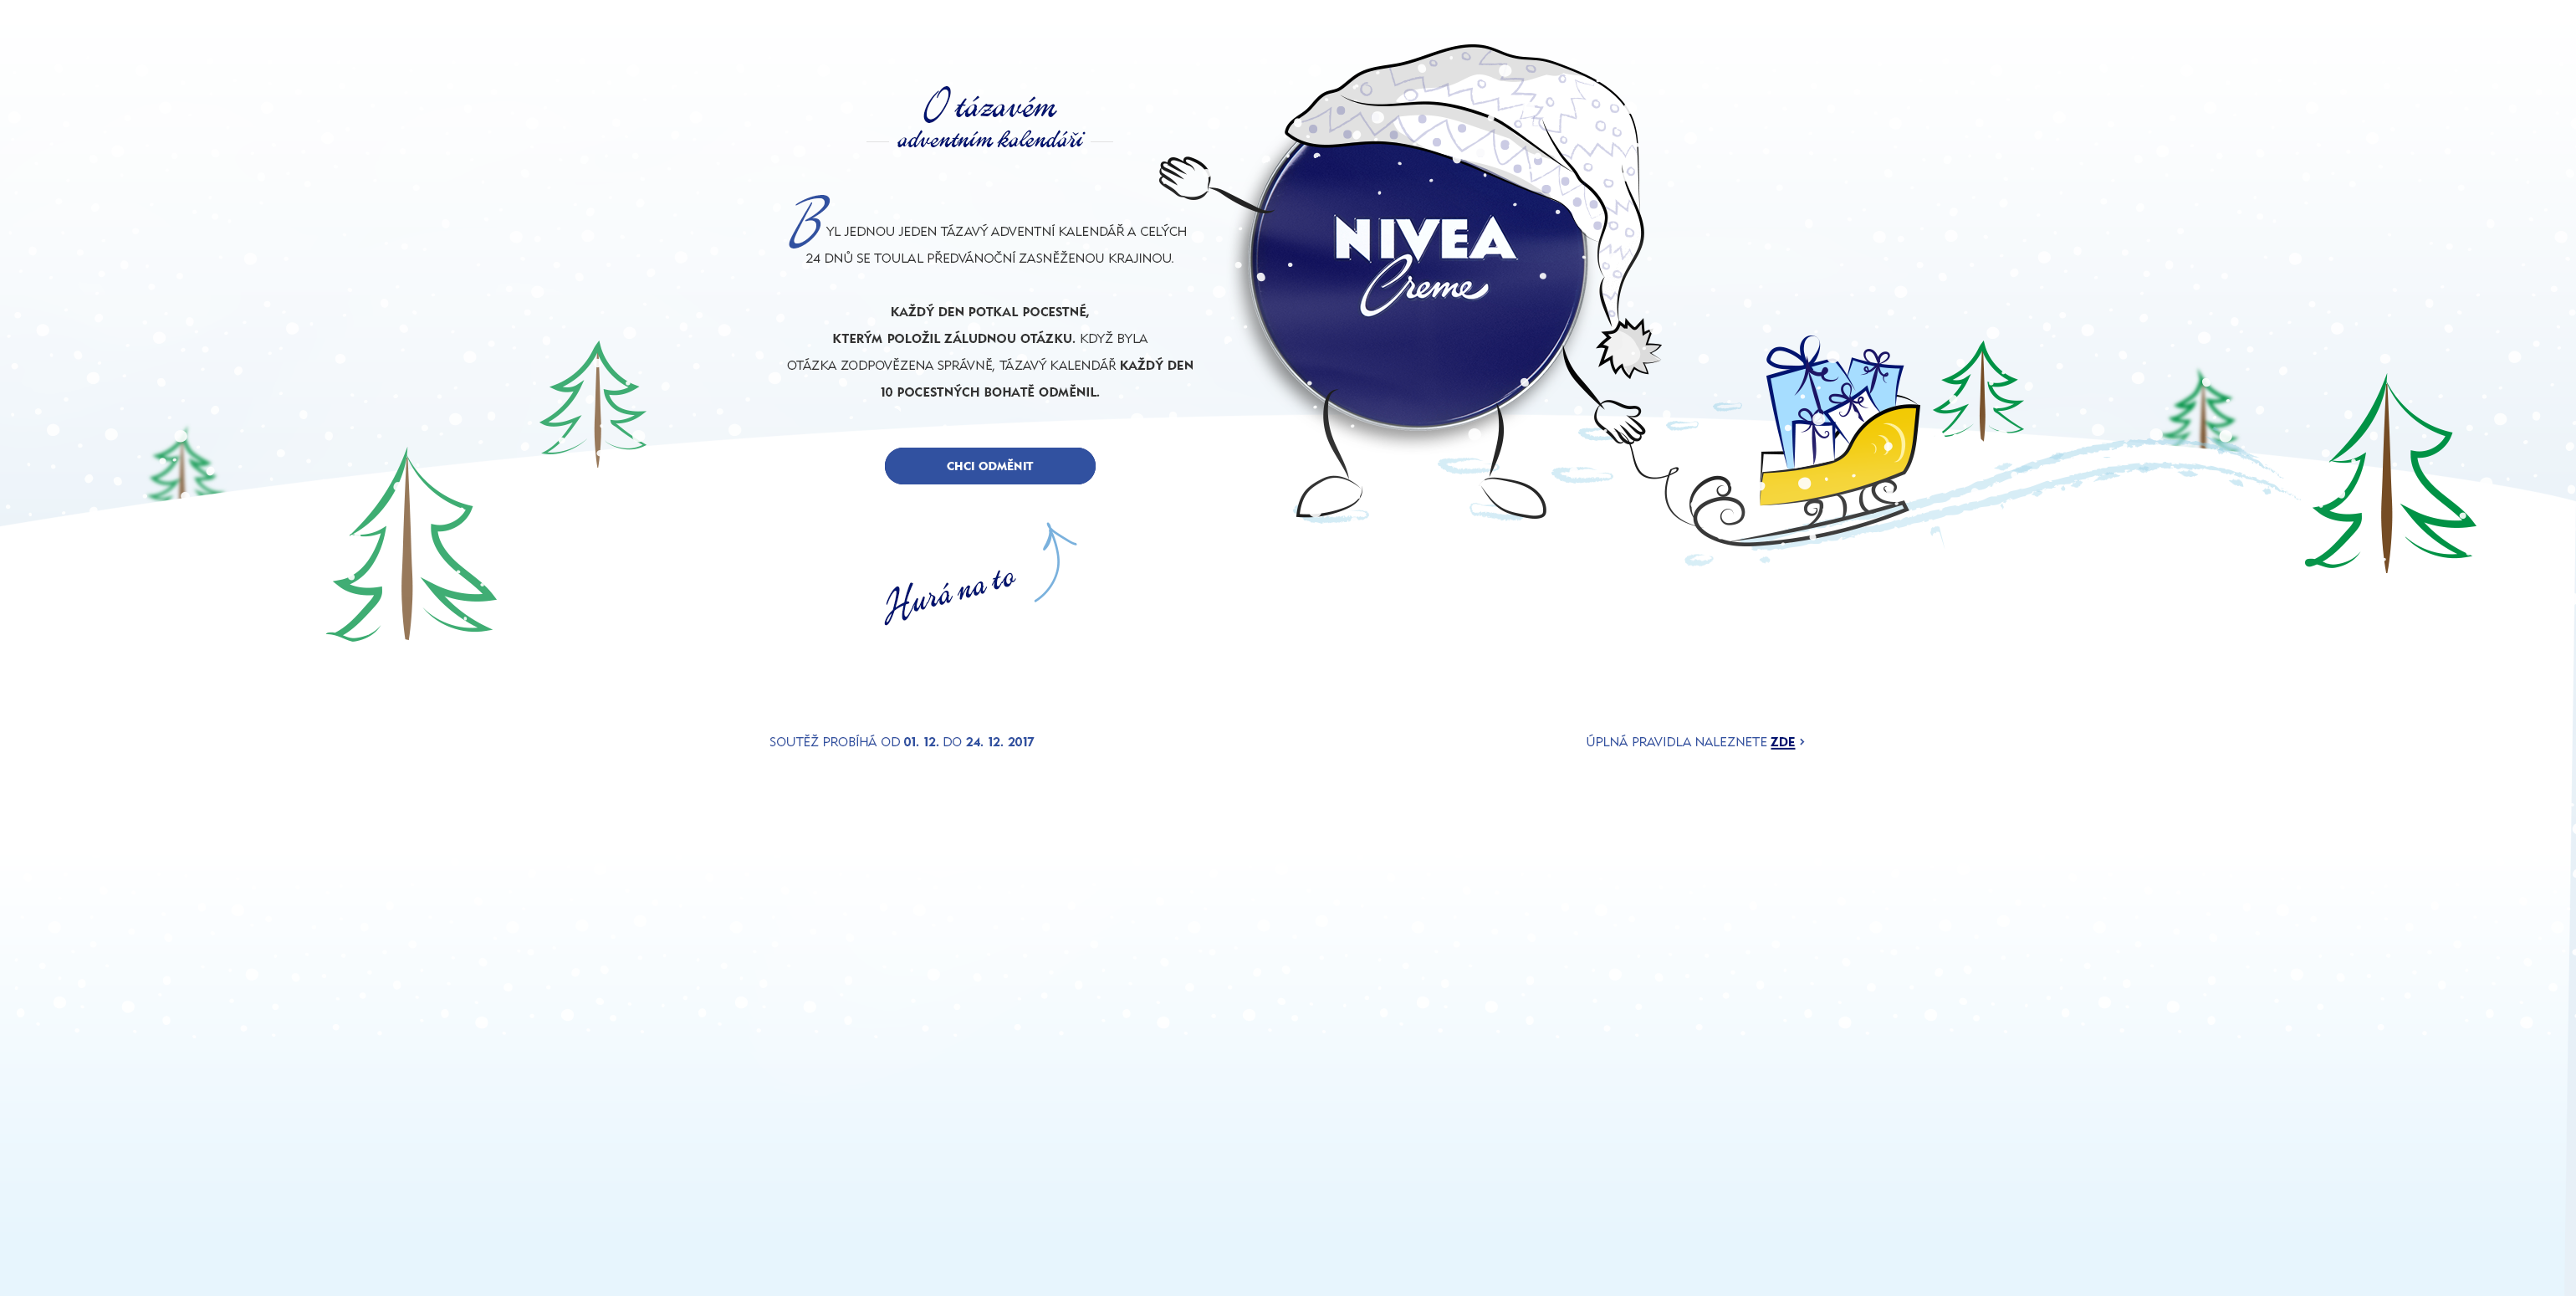 O tázavém
adventním kalendáři
BYL JEDNOU JEDEN TÁZAVÝ ADVENTNÍ KALENDÁŘ A CELÝCH
24 DNŮ SE TOULAL PŘEDVÁNOČNÍ ZASNĚŽENOU KRAJINOU.
KAŽDÝ DEN POTKAL POCESTNÉ,
KTERÝM POLOŽIL ZÁLUDNOU OTÁZKU. KDYŽ BYLA
OTÁZKA ZODPOVĚZENA SPRÁVNĚ, TÁZAVÝ KALENDÁŘ KAŽDÝ DEN
10 POCESTNÝCH BOHATĚ ODMĚNIL.
CHCI ODMĚNIT
Hurá na to
NIVEA
Creme
SOUTĚŽ PROBÍHÁ OD 01. 12. DO 24. 12. 2017
ÚPLNÁ PRAVIDLA NALEZNETE ZDE ›